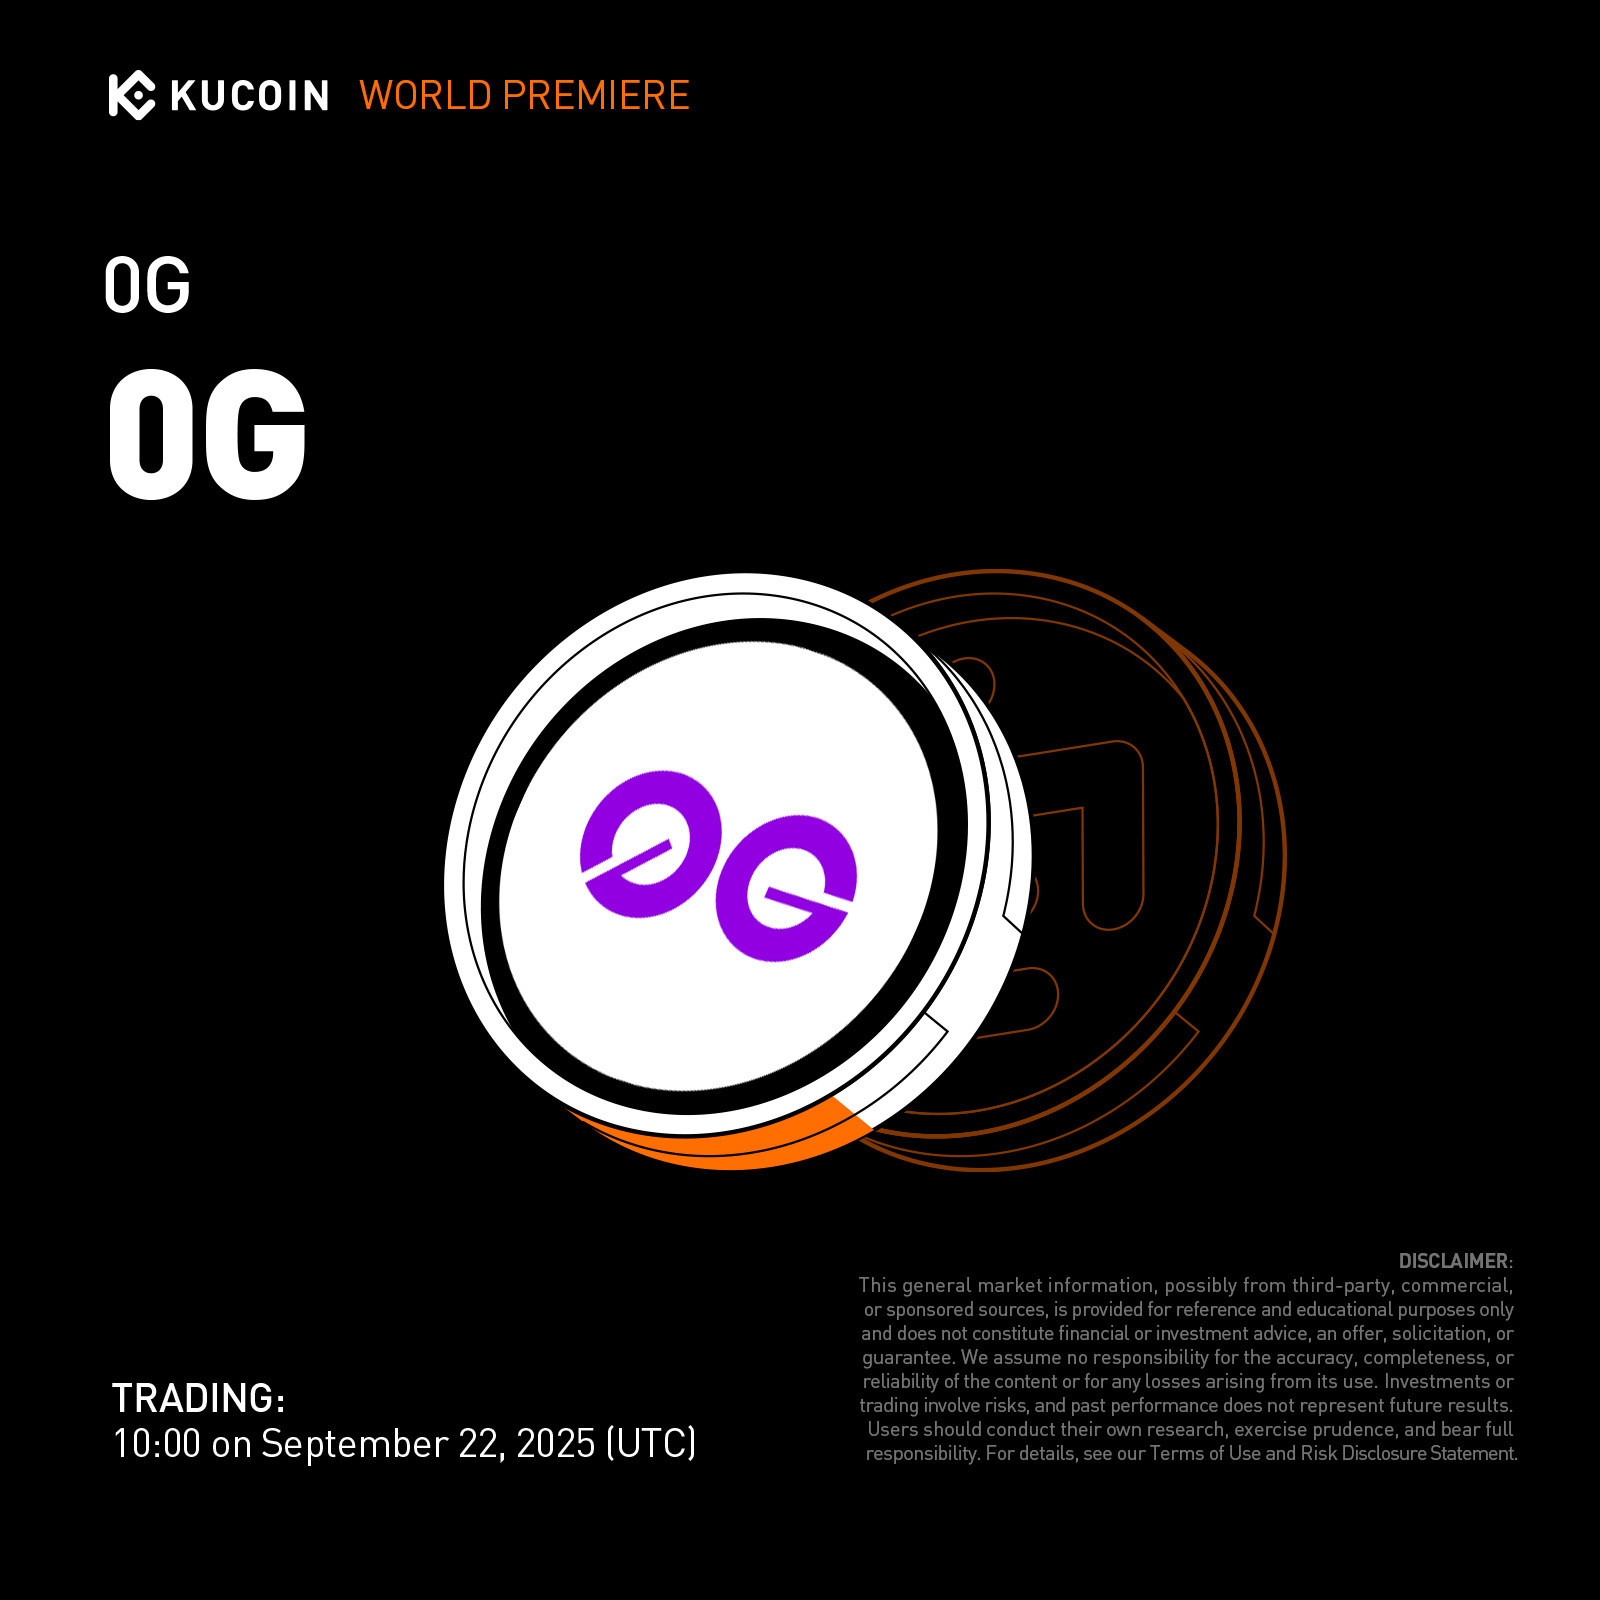 KUCOIN WORLD PREMIERE
0G
0G
0G
TRADING:
10:00 on September 22, 2025 (UTC)
DISCLAIMER:
This general market information, possibly from third-party, commercial,
or sponsored sources, is provided for reference and educational purposes only
and does not constitute financial or investment advice, an offer, solicitation, or
guarantee. We assume no responsibility for the accuracy, completeness, or
reliability of the content or for any losses arising from its use. Investments or
trading involve risks, and past performance does not represent future results.
Users should conduct their own research, exercise prudence, and bear full
responsibility. For details, see our Terms of Use and Risk Disclosure Statement.